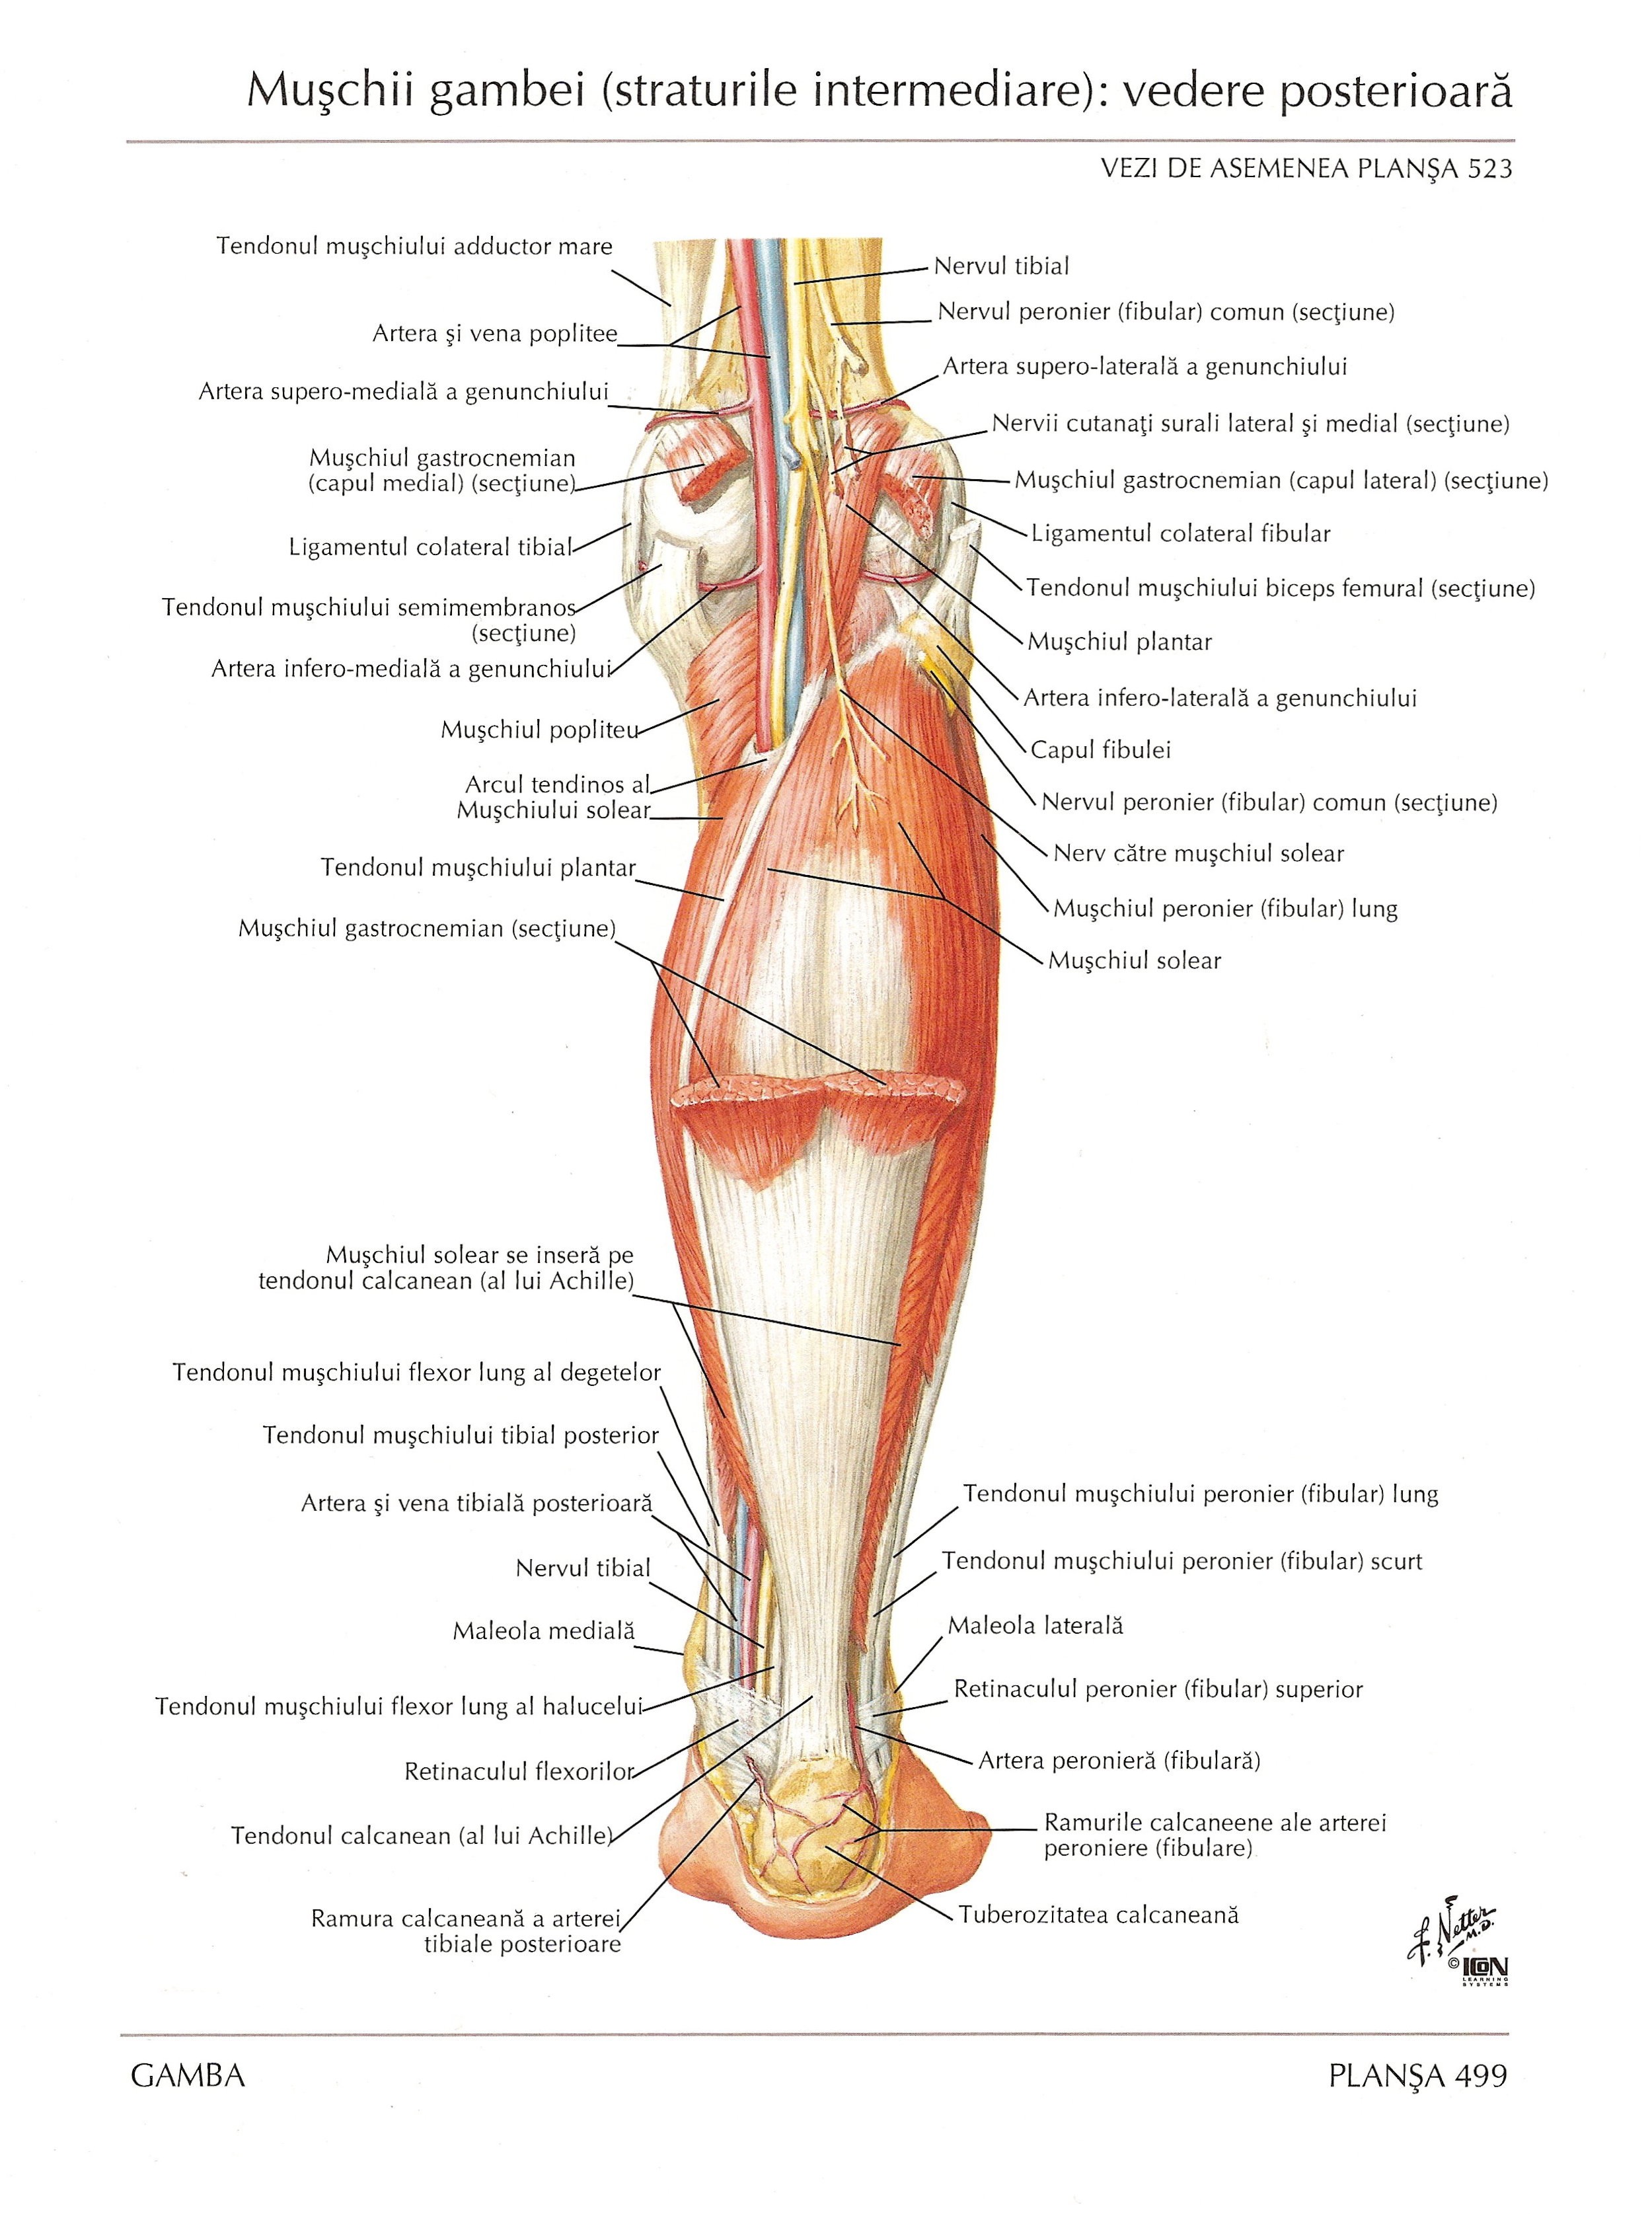 Muşchii gambei (straturile intermediare): vedere posterioară
VEZI DE ASEMENEA PLANŞA 523
Tendonul muşchiului adductor mare
Artera şi vena poplitee
Artera supero-medială a genunchiului
Muşchiul gastrocnemian
(capul medial) (secţiune)
Ligamentul colateral tibial
Tendonul muşchiului semimembranos
(secţiune)
Artera infero-medială a genunchiului
Muşchiul popliteu
Arcul tendinos al
Muşchiului solear
Tendonul muşchiului plantar
Muşchiul gastrocnemian (secţiune)
Muşchiul solear se inseră pe
tendonul calcanean (al lui Achille)
Tendonul muşchiului flexor lung al degetelor
Tendonul muşchiului tibial posterior
Artera şi vena tibială posterioară
Nervul tibial
Maleola medială
Tendonul muşchiului flexor lung al halucelui
Retinaculul flexorilor
Tendonul calcanean (al lui Achille)
Ramura calcaneană a arterei
tibiale posterioare
Nervul tibial
Nervul peronier (fibular) comun (secţiune)
Artera supero-laterală a genunchiului
Nervii cutanaţi surali lateral şi medial (secţiune)
Muşchiul gastrocnemian (capul lateral) (secţiune)
Ligamentul colateral fibular
Tendonul muşchiului biceps femural (secţiune)
Muşchiul plantar
Artera infero-laterală a genunchiului
Capul fibulei
Nervul peronier (fibular) comun (secţiune)
Nerv către muşchiul solear
Muşchiul peronier (fibular) lung
Muşchiul solear
Tendonul muşchiului peronier (fibular) lung
Tendonul muşchiului peronier (fibular) scurt
Maleola laterală
Retinaculul peronier (fibular) superior
Artera peronieră (fibulară)
Ramurile calcaneene ale arterei
peroniere (fibulare)
Tuberozitatea calcaneană
F. Netter
M.D.
© ICON
LEARNING
SYSTEMS
GAMBA
PLANŞA 499